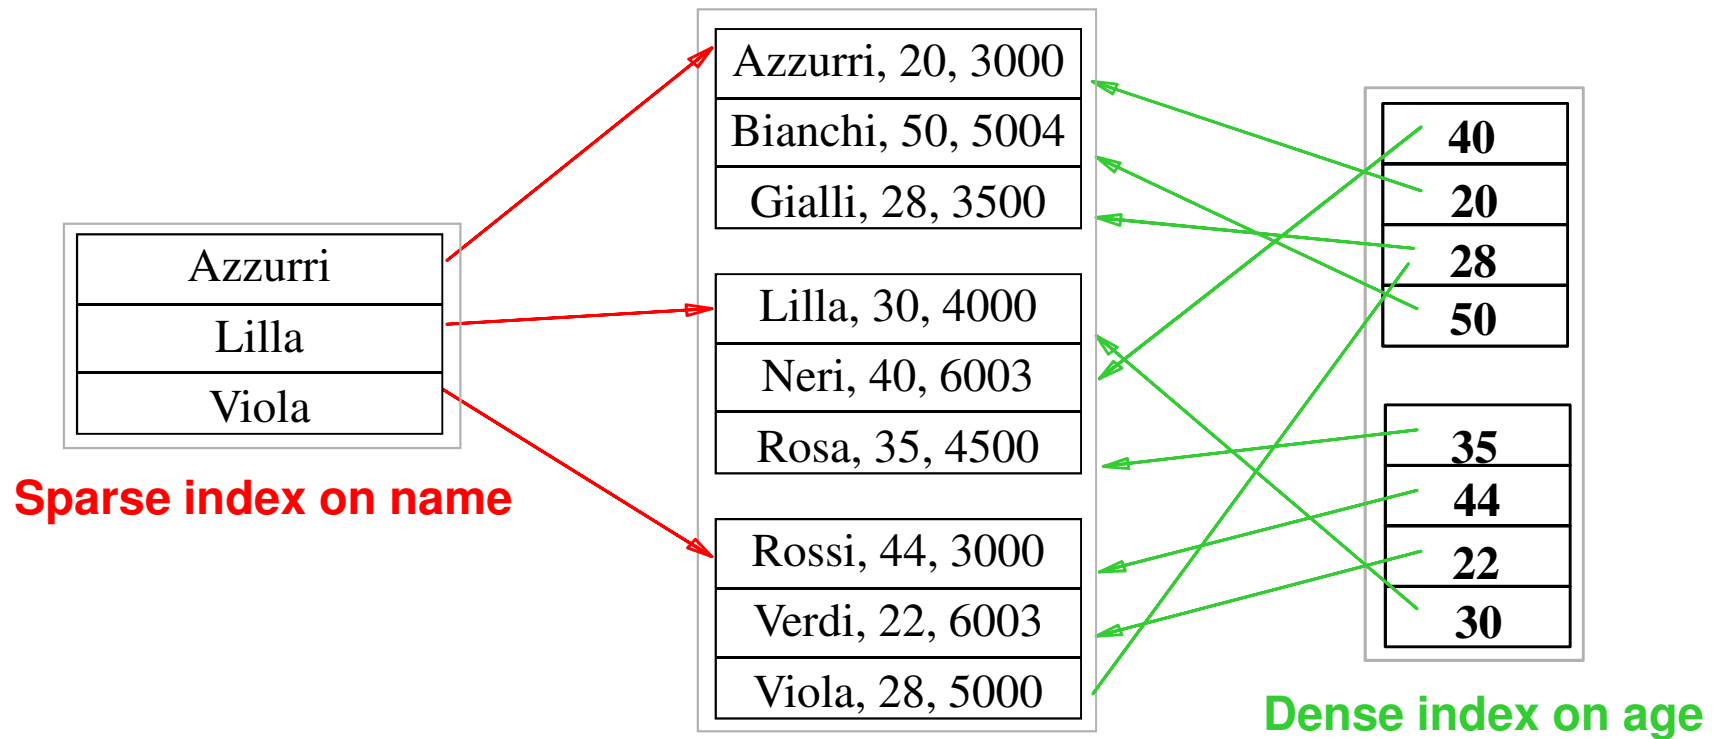 Azzurri
Lilla
Viola
Sparse index on name
Azzurri, 20, 3000
Bianchi, 50, 5004
Gialli, 28, 3500
Lilla, 30, 4000
Neri, 40, 6003
Rosa, 35, 4500
Rossi, 44, 3000
Verdi, 22, 6003
Viola, 28, 5000
40
20
28
50
35
44
22
30
Dense index on age